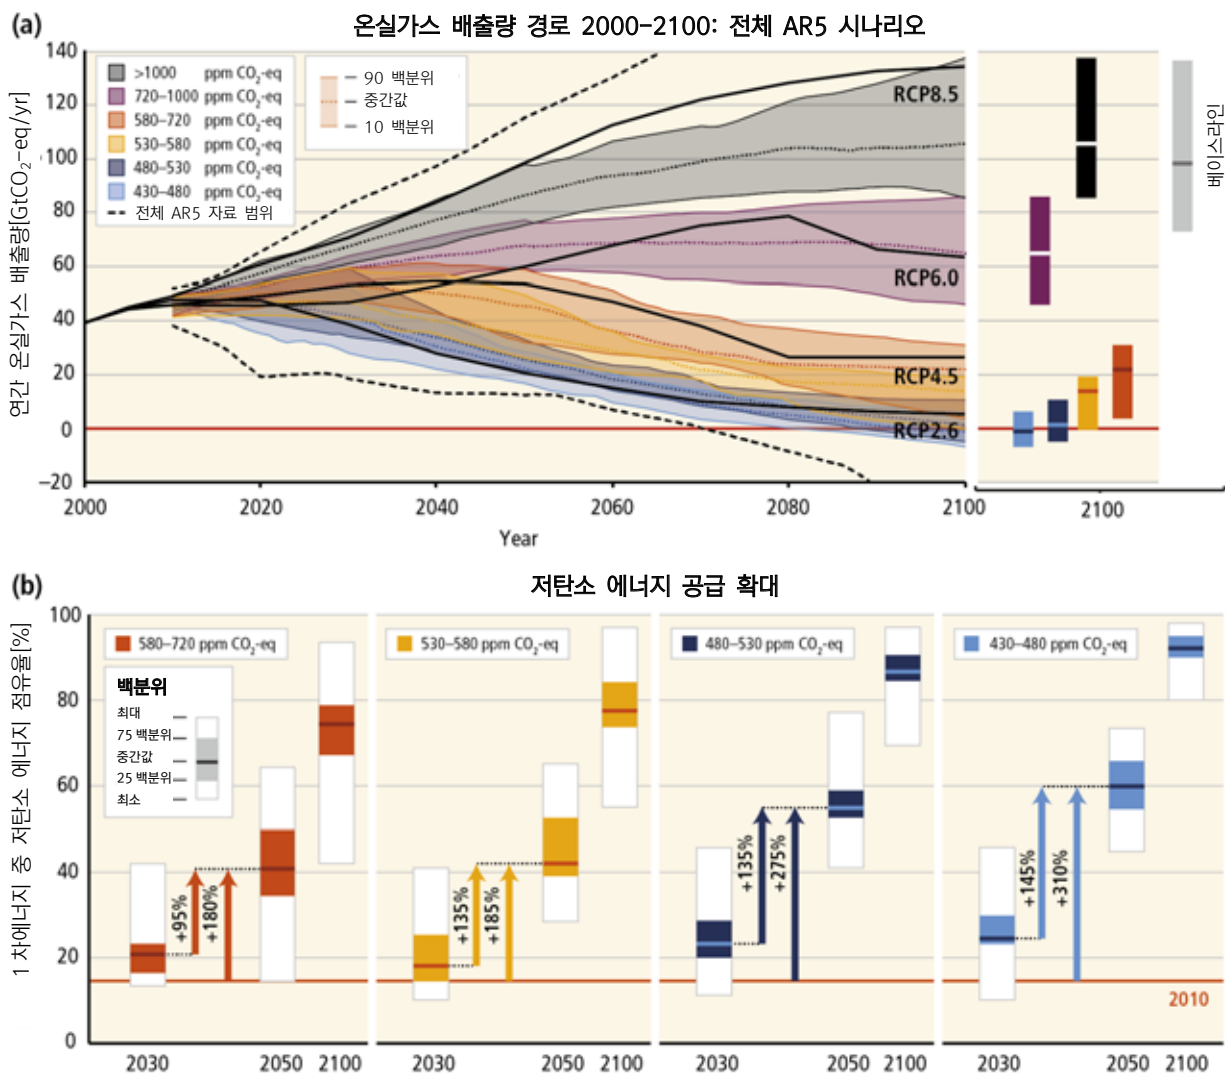 (a) 온실가스 배출량 경로 2000–2100: 전체 AR5 시나리오
연간 온실가스 배출량[GtCO2-eq/yr]
140
120
100
80
60
40
20
0
−20
>1000 ppm CO2-eq
720–1000 ppm CO2-eq
580–720 ppm CO2-eq
530–580 ppm CO2-eq
480–530 ppm CO2-eq
430–480 ppm CO2-eq
전체 AR5 자료 범위
90 백분위
중간값
10 백분위
RCP8.5
RCP6.0
RCP4.5
RCP2.6
베이스라인
2000 2020 2040 2060 2080 2100 2100
Year
(b) 저탄소 에너지 공급 확대
1 차에너지 중 저탄소 에너지 점유율[%]
100
80
60
40
20
0
580–720 ppm CO2-eq
백분위
최대
75 백분위
중간값
25 백분위
최소
+95%
+180%
530–580 ppm CO2-eq
+135%
+185%
480–530 ppm CO2-eq
+135%
+275%
430–480 ppm CO2-eq
+145%
+310%
2010
2030 2050 2100 2030 2050 2100 2030 2050 2100 2030 2050 2100